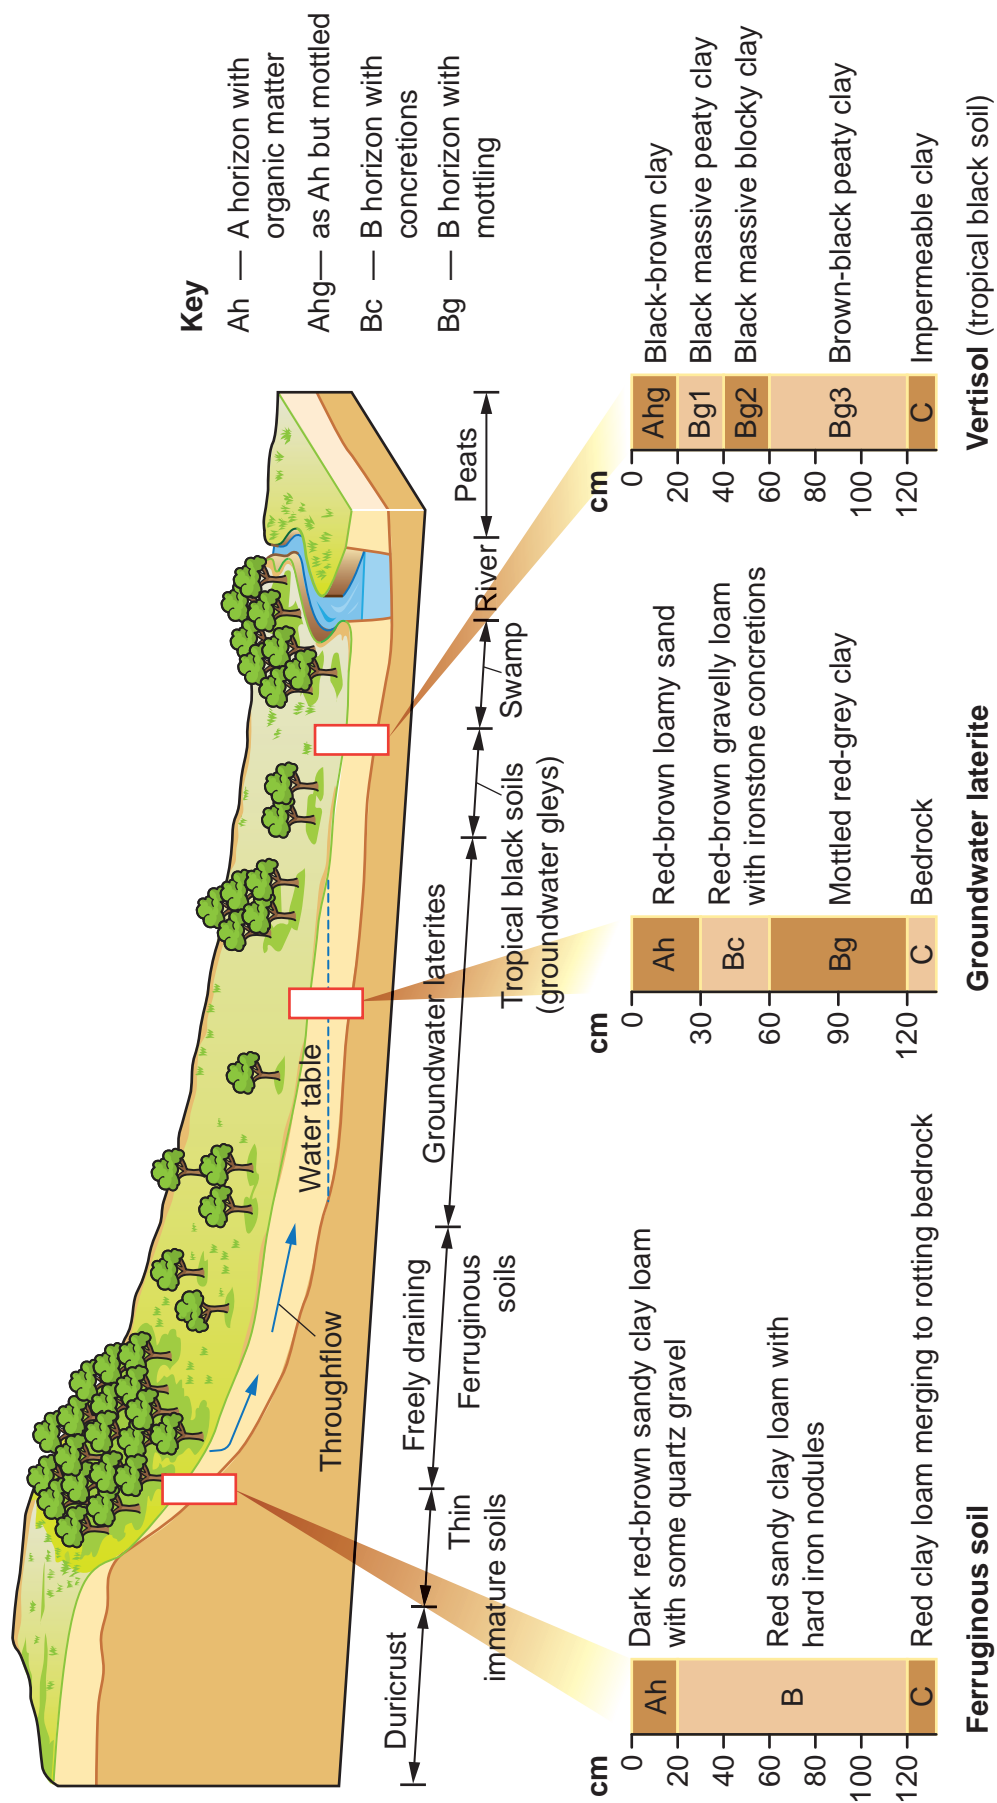 Key
Ah — A horizon with
organic matter
Ahg— as Ah but mottled
Bc — B horizon with
concretions
Bg — B horizon with
mottling
Water table
Throughflow
Duricrust
Thin
immature soils
Freely draining
Ferruginous
soils
Groundwater laterites
Tropical black soils
(groundwater gleys)
Swamp
River
Peats
cm
0
20
40
60
80
100
120
Ah
B
C
Dark red-brown sandy clay loam
with some quartz gravel
Red sandy clay loam with
hard iron nodules
Red clay loam merging to rotting bedrock
Ferruginous soil
cm
0
30
60
90
120
Ah
Bc
Bg
C
Red-brown loamy sand
Red-brown gravelly loam
with ironstone concretions
Mottled red-grey clay
Bedrock
Groundwater laterite
cm
0
20
40
60
80
100
120
Ahg
Bg1
Bg2
Bg3
C
Black-brown clay
Black massive peaty clay
Black massive blocky clay
Brown-black peaty clay
Impermeable clay
Vertisol (tropical black soil)